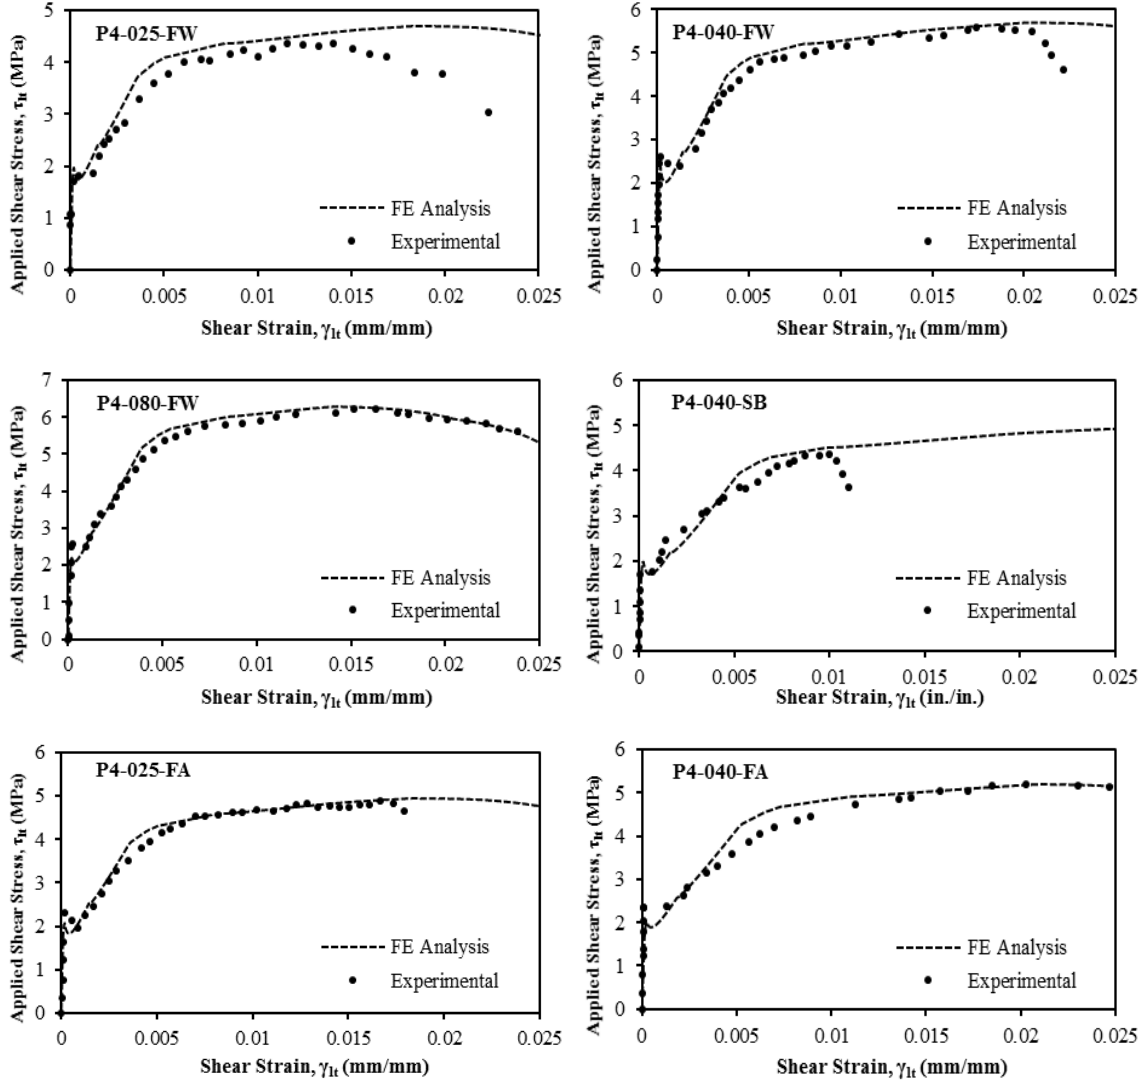 P4-025-FW
Applied Shear Stress, τlt (MPa)
5
4
3
2
1
0
FE Analysis
Experimental
0 0.005 0.01 0.015 0.02 0.025
Shear Strain, γlt (mm/mm)
P4-040-FW
Applied Shear Stress, τlt (MPa)
6
5
4
3
2
1
0
FE Analysis
Experimental
0 0.005 0.01 0.015 0.02 0.025
Shear Strain, γlt (mm/mm)
P4-080-FW
Applied Shear Stress, τlt (MPa)
7
6
5
4
3
2
1
0
FE Analysis
Experimental
0 0.005 0.01 0.015 0.02 0.025
Shear Strain, γlt (mm/mm)
P4-040-SB
Applied Shear Stress, τlt (MPa)
6
5
4
3
2
1
0
FE Analysis
Experimental
0 0.005 0.01 0.015 0.02 0.025
Shear Strain, γlt (in./in.)
P4-025-FA
Applied Shear Stress, τlt (MPa)
6
5
4
3
2
1
0
FE Analysis
Experimental
0 0.005 0.01 0.015 0.02 0.025
Shear Strain, γlt (mm/mm)
P4-040-FA
Applied Shear Stress, τlt (MPa)
6
5
4
3
2
1
0
FE Analysis
Experimental
0 0.005 0.01 0.015 0.02 0.025
Shear Strain, γlt (mm/mm)